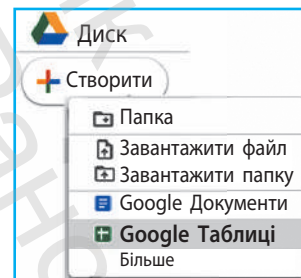 Диск
Створити
Папка
Завантажити файл
Завантажити папку
Google Документи
Google Таблиці
Більше